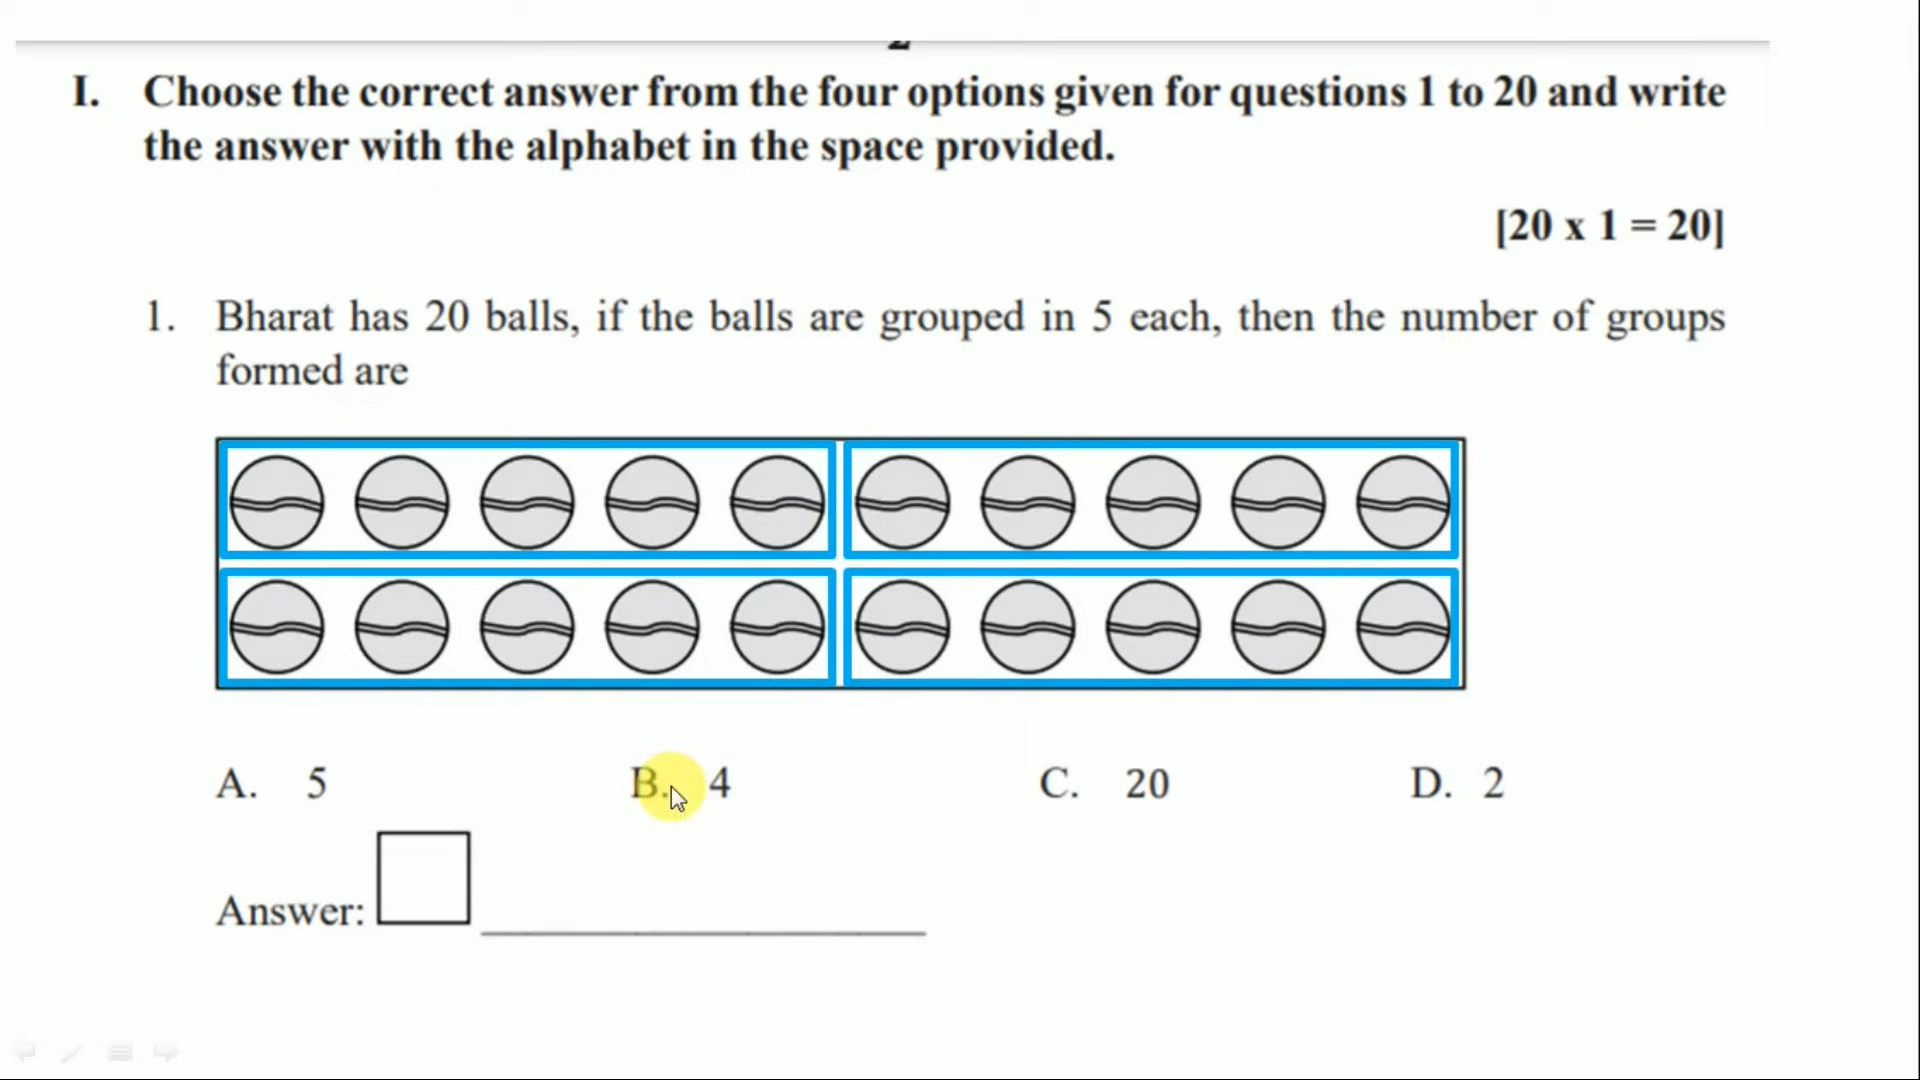 I. Choose the correct answer from the four options given for questions 1 to 20 and write
the answer with the alphabet in the space provided.
[20 x 1 = 20]
1. Bharat has 20 balls, if the balls are grouped in 5 each, then the number of groups
formed are
A. 5 B. 4 C. 20 D. 2
Answer: